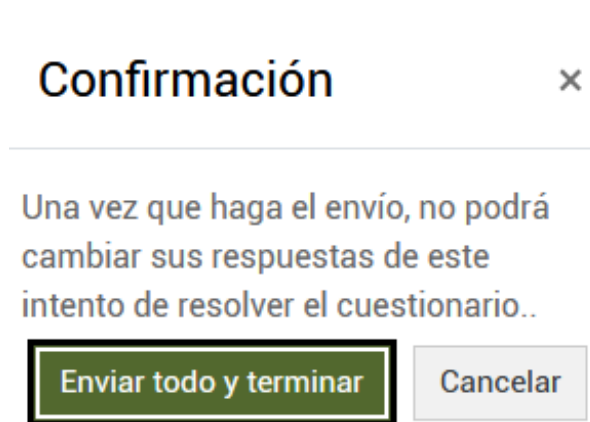 Confirmación ×
Una vez que haga el envío, no podrá
cambiar sus respuestas de este
intento de resolver el cuestionario..
Enviar todo y terminar Cancelar